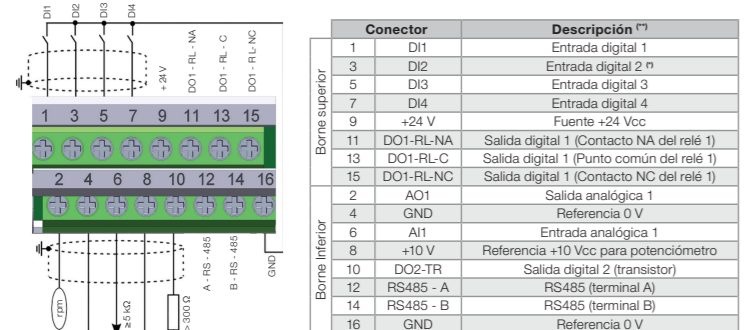 DI1
DI2
DI3
DI4
+24 V
DO1 - RL - NA
DO1 - RL - C
DO1 - R L- NC
1 3 5 7 9 11 13 15
2 4 6 8 10 12 14 16
rpm
≥ 5 kΩ
> 300 Ω
A - RS - 485
B - RS - 485
GND
Conector Descripción (**)
Borne superior
1 DI1 Entrada digital 1
3 DI2 Entrada digital 2 (*)
5 DI3 Entrada digital 3
7 DI4 Entrada digital 4
9 +24 V Fuente +24 Vcc
11 DO1-RL-NA Salida digital 1 (Contacto NA del relé 1)
13 DO1-RL-C Salida digital 1 (Punto común del relé 1)
15 DO1-RL-NC Salida digital 1 (Contacto NC del relé 1)
Borne Inferior
2 AO1 Salida analógica 1
4 GND Referencia 0 V
6 AI1 Entrada analógica 1
8 +10 V Referencia +10 Vcc para potenciómetro
10 DO2-TR Salida digital 2 (transistor)
12 RS485 - A RS485 (terminal A)
14 RS485 - B RS485 (terminal B)
16 GND Referencia 0 V